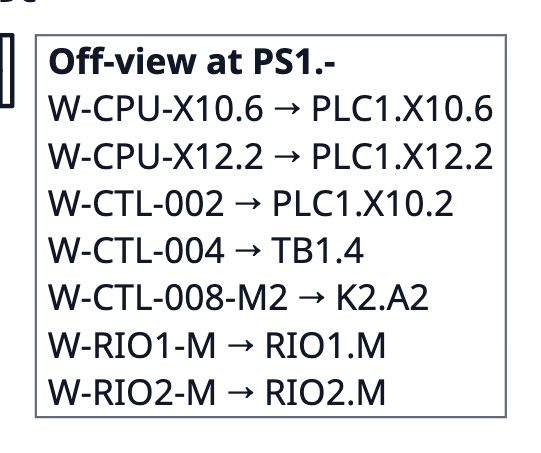 Off-view at PS1.-
W-CPU-X10.6 → PLC1.X10.6
W-CPU-X12.2 → PLC1.X12.2
W-CTL-002 → PLC1.X10.2
W-CTL-004 → TB1.4
W-CTL-008-M2 → K2.A2
W-RIO1-M → RIO1.M
W-RIO2-M → RIO2.M